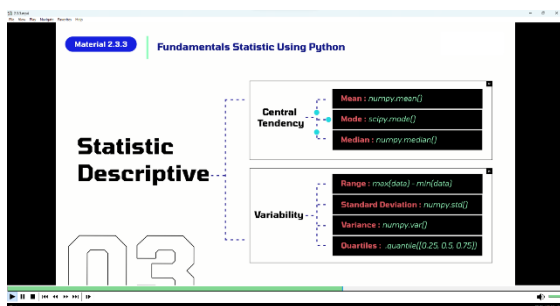 Material 2.3.3
Fundamentals Statistic Using Python
Statistic
Descriptive
Central
Tendency
Mean : numpy.mean()
Mode : scipy.mode()
Median : numpy.median()
Variability
Range : max(data) - min(data)
Standard Deviation : numpy.std()
Variance : numpy.var()
Quartiles : .quantile([0.25, 0.5, 0.75])
03